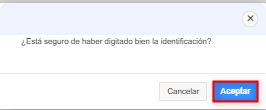 ¿Está seguro de haber digitado bien la identificación?
Cancelar Aceptar